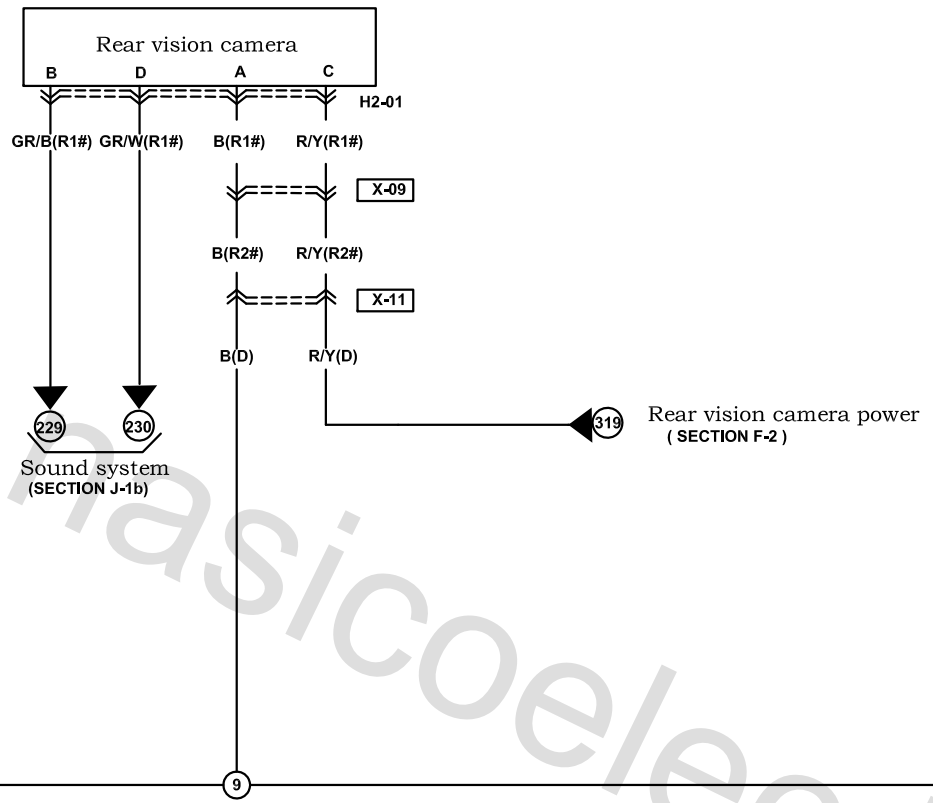 Rear vision camera
B D A C
H2-01
GR/B(R1#) GR/W(R1#) B(R1#) R/Y(R1#)
X-09
B(R2#) R/Y(R2#)
X-11
B(D) R/Y(D)
229 230 319 Rear vision camera power
( SECTION F-2 )
Sound system
(SECTION J-1b)
nasicoelec
9